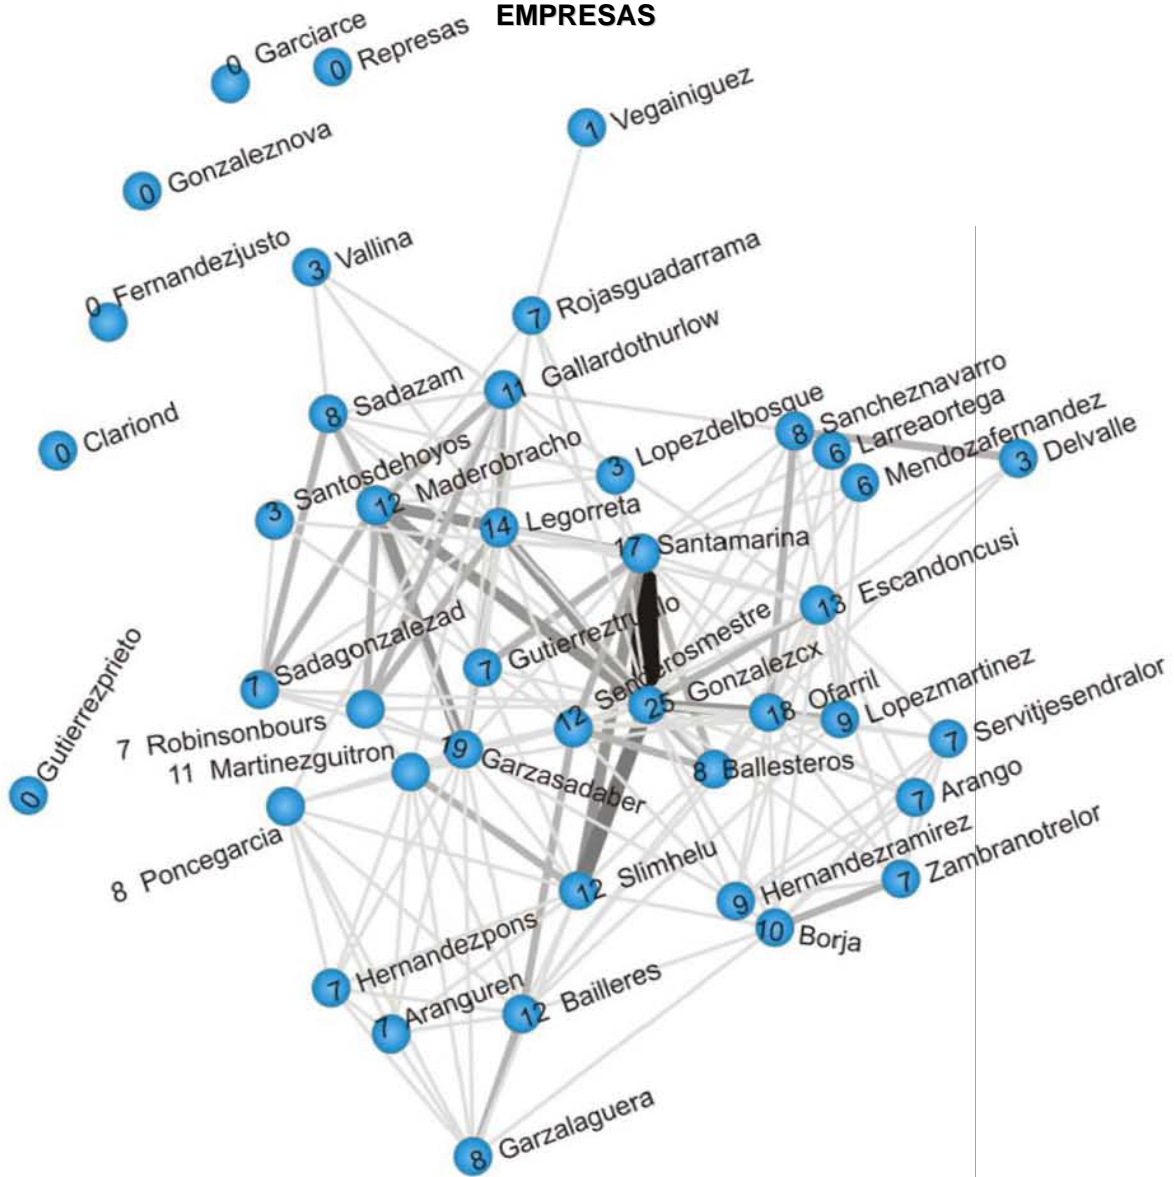 EMPRESAS
0 Garciarce
0 Represas
1 Vegainiguez
0 Gonzaleznova
3 Vallina
0 Fernandezjusto
7 Rojasguadarrama
11 Gallardothurlow
8 Sadazam
0 Clariond
3 Lopezdelbosque
8 Sancheznavarro
6 Larreaortega
6 Mendozafernandez
3 Delvalle
3 Santosdehoyos
12 Maderobracho
14 Legorreta
17 Santamarina
13 Escandoncusi
7 Sadagonzalezad
7 Gutierreztrujillo
12 Senderosmestre
25 Gonzalezcx
18 Ofarril
9 Lopezmartinez
7 Servitjesendralor
7 Robinsonbours
11 Martinezguitron
19 Garzasadaber
8 Ballesteros
7 Arango
0 Gutierrezprieto
8 Poncegarcia
12 Slimhelu
9 Hernandezramirez
7 Zambranotrelor
10 Borja
7 Hernandezpons
7 Aranguren
12 Bailleres
8 Garzalaguera